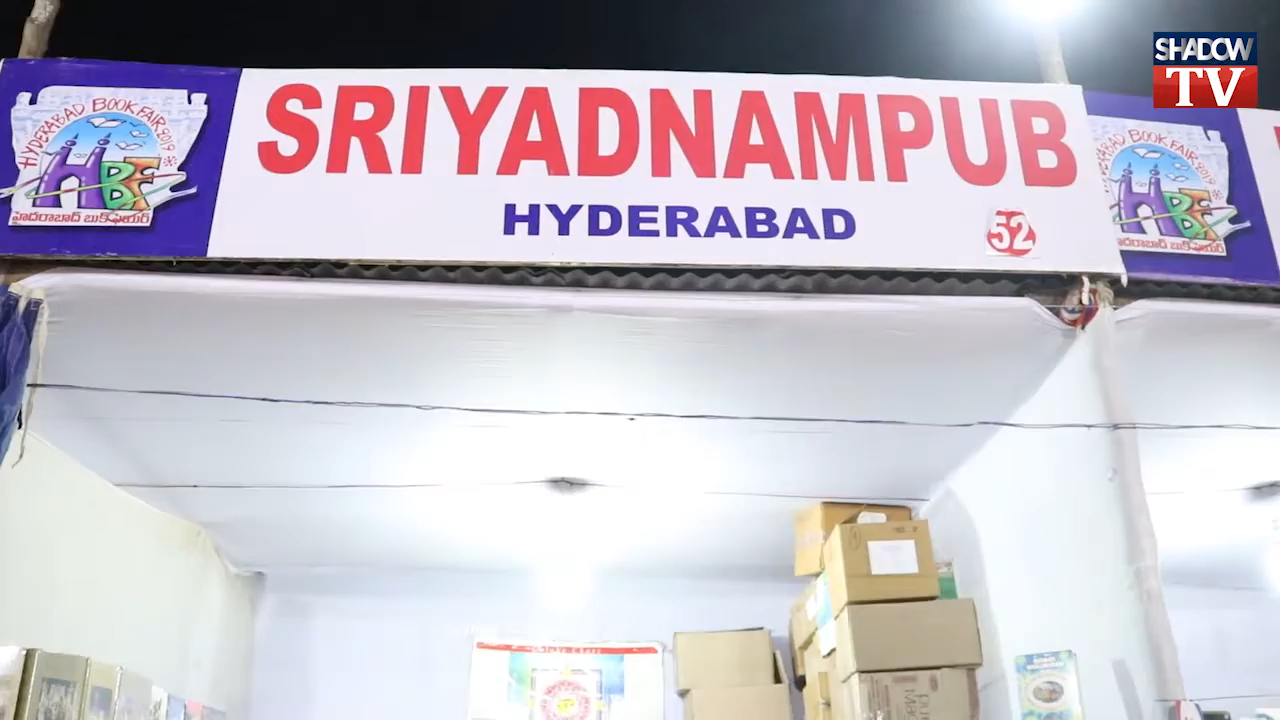 SHADOW
TV
HYDERABAD BOOK FAIR 2019
HBF
హైదరాబాద్ బుక్ ఫెయిర్
SRIYADNAMPUB
HYDERABAD
52
HYDERABAD BOOK FAIR 2019
HBF
హైదరాబాద్ బుక్ ఫెయిర్